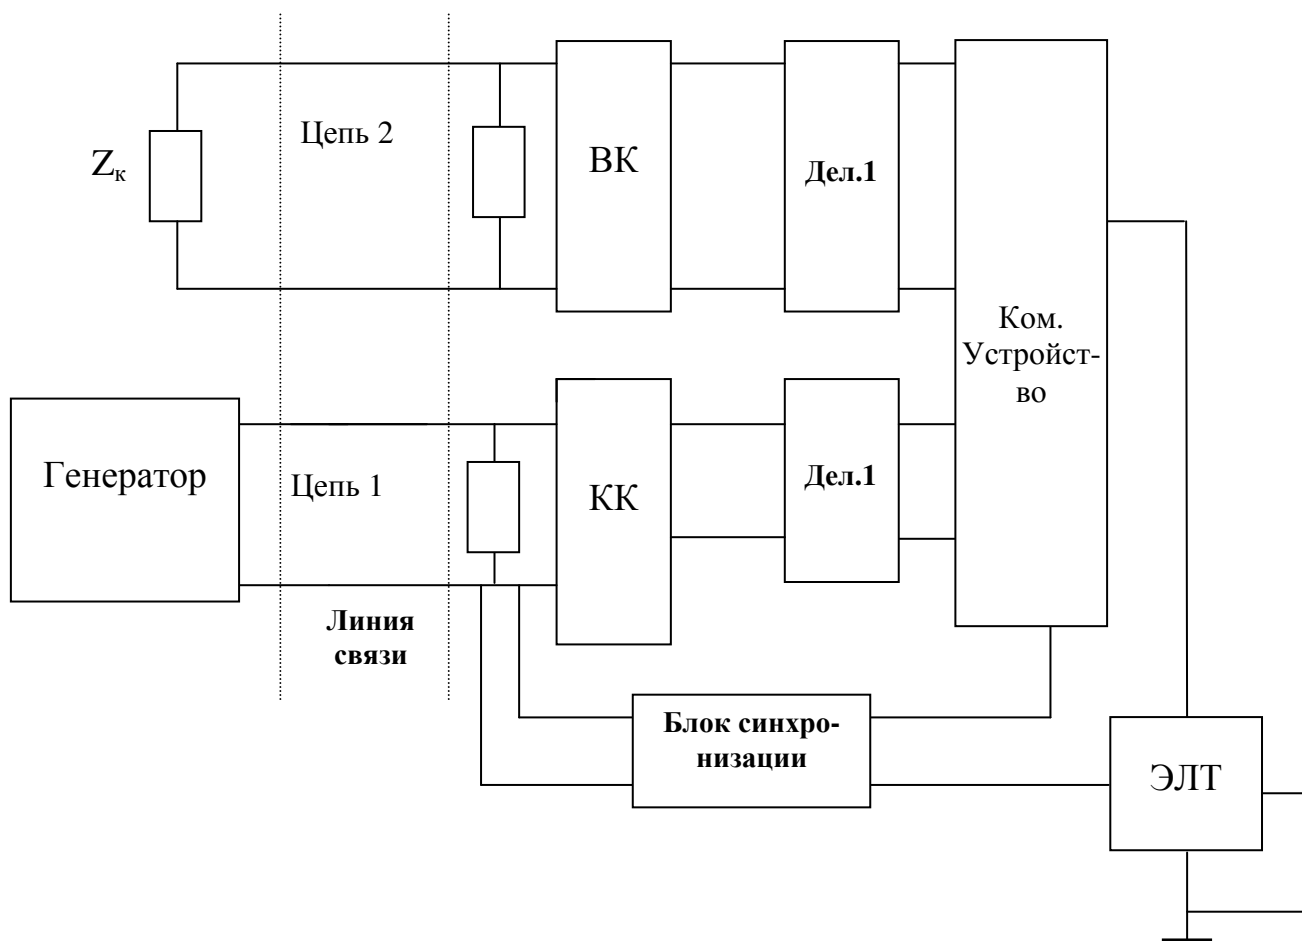 Цепь 2
Zк
ВК
Дел.1
Ком.
Устройст-
во
Генератор
Цепь 1
КК
Дел.1
Линия
связи
Блок синхро-
низации
ЭЛТ